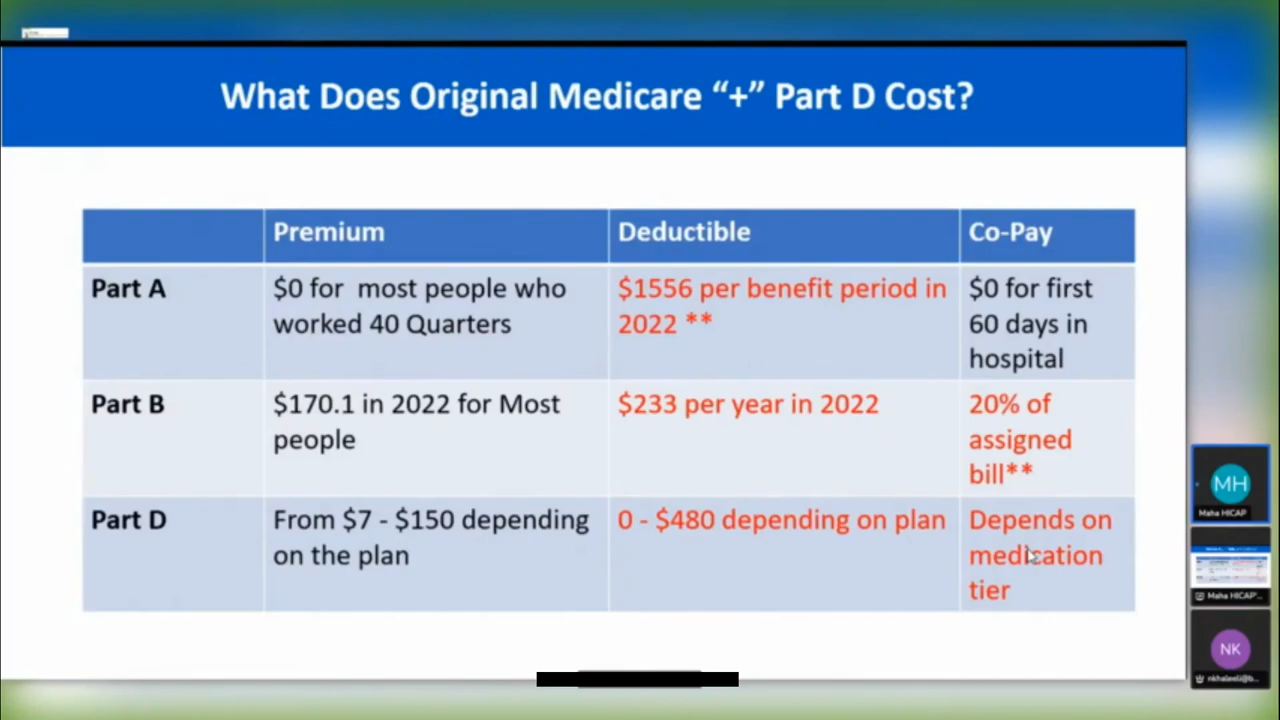 What Does Original Medicare “+” Part D Cost?
Premium
Deductible
Co-Pay
Part A
$0 for most people who
worked 40 Quarters
$1556 per benefit period in
2022 **
$0 for first
60 days in
hospital
Part B
$170.1 in 2022 for Most
people
$233 per year in 2022
20% of
assigned
bill**
Part D
From $7 - $150 depending
on the plan
0 - $480 depending on plan
Depends on
medication
tier
MH
Maha HICAP
Maha HICAP'...
NK
nkhaleeli@b...